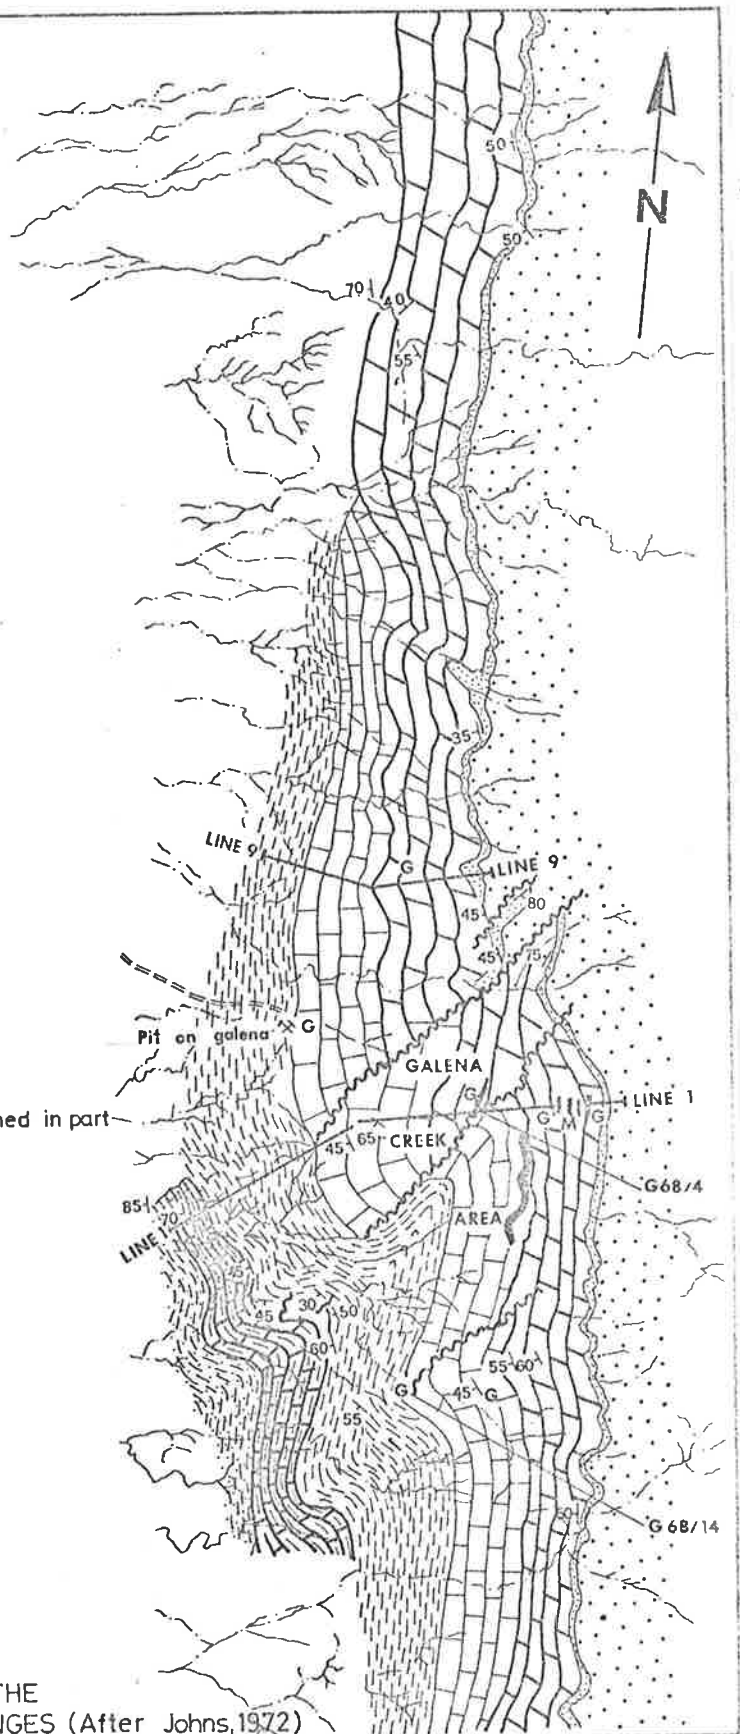 50
N
50
70
40
55
35
LINE 9
G
LINE 9
45
80
45
75
Pit on galena
G
GALENA
G
LINE 1
G
M
G
ned in part
45
65
CREEK
G68/4
85
70
AREA
LINE
45
30
50
60
55
60
G
45
G
55
G 68/14
THE
NGES (After Johns, 1972)